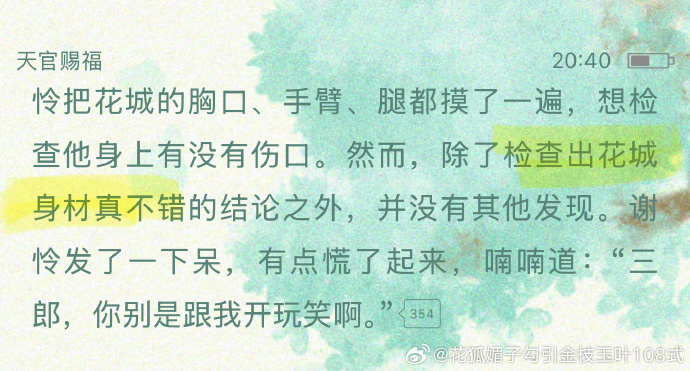 天官赐福
20:40
怜把花城的胸口、手臂、腿都摸了一遍，想检
查他身上有没有伤口。然而，除了检查出花城
身材真不错的结论之外，并没有其他发现。谢
怜发了一下呆，有点慌了起来，喃喃道：“三
郎，你别是跟我开玩笑啊。”
354
@花狐媚子勾引金枝玉叶108式